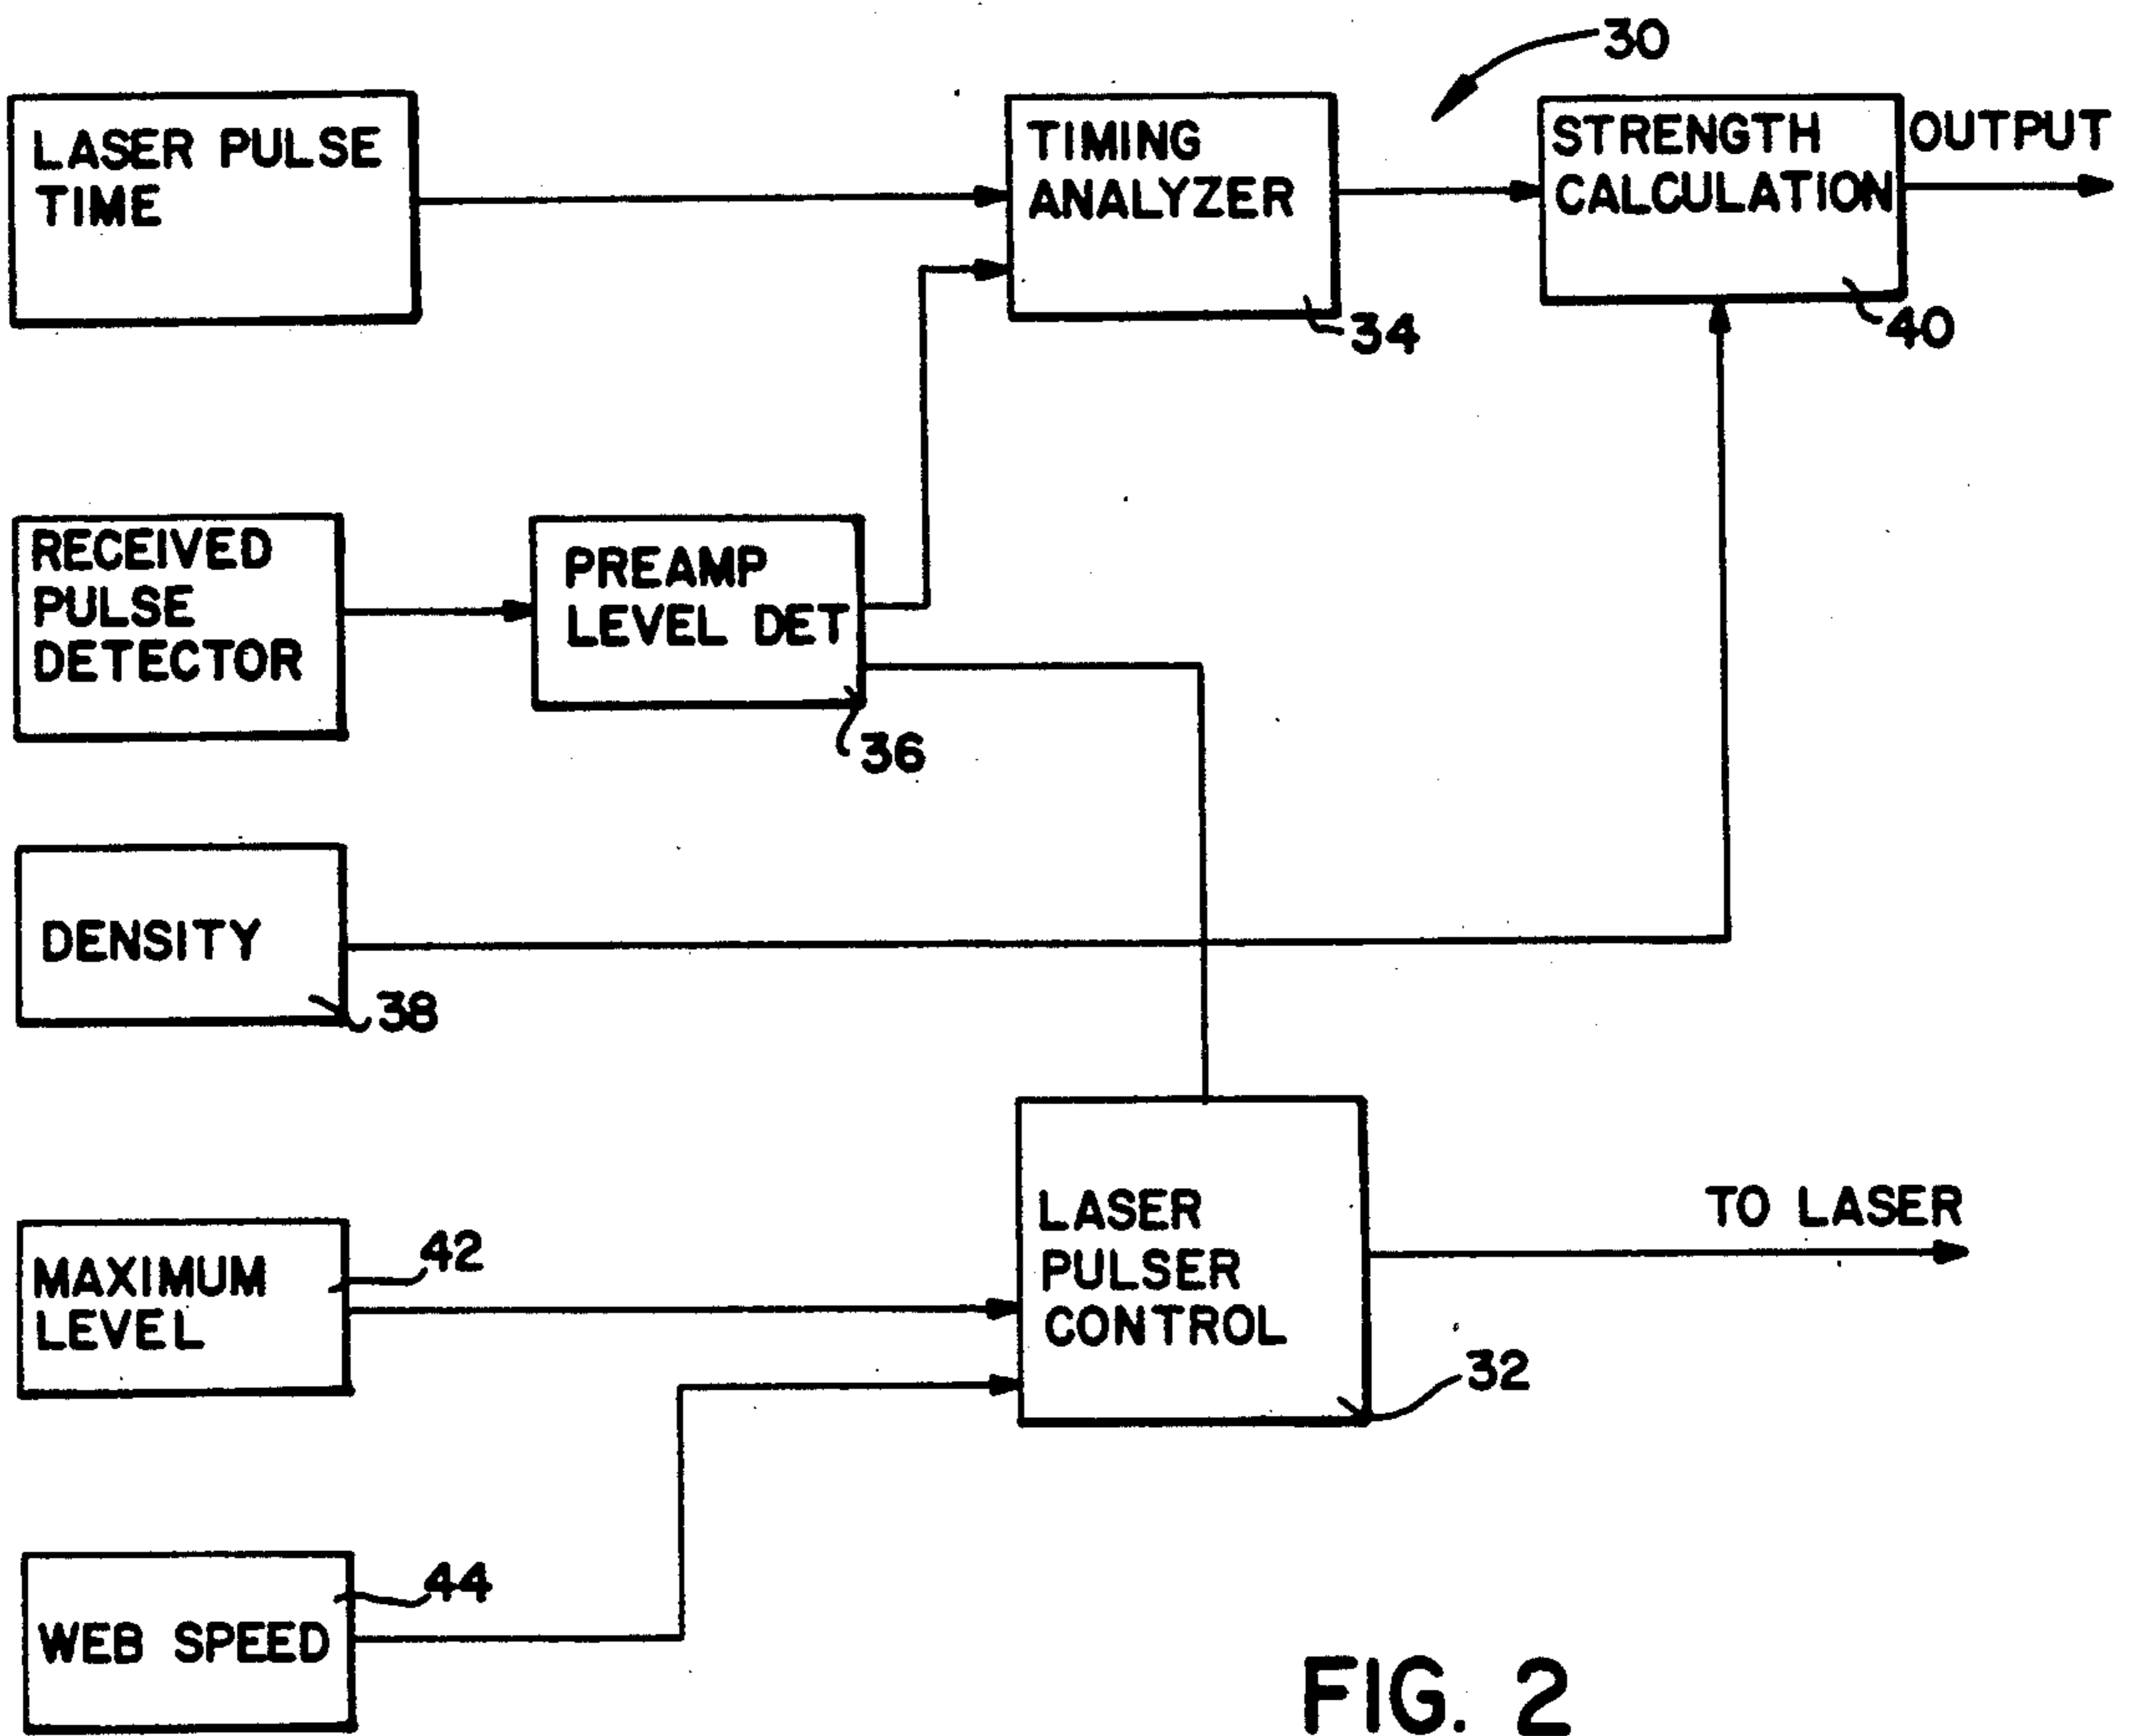 30
LASER PULSE
TIME
TIMING
ANALYZER
34
STRENGTH
CALCULATION
40
OUTPUT
RECEIVED
PULSE
DETECTOR
PREAMP
LEVEL DET
36
DENSITY
38
MAXIMUM
LEVEL
42
LASER
PULSER
CONTROL
32
TO LASER
WEB SPEED
44
FIG. 2